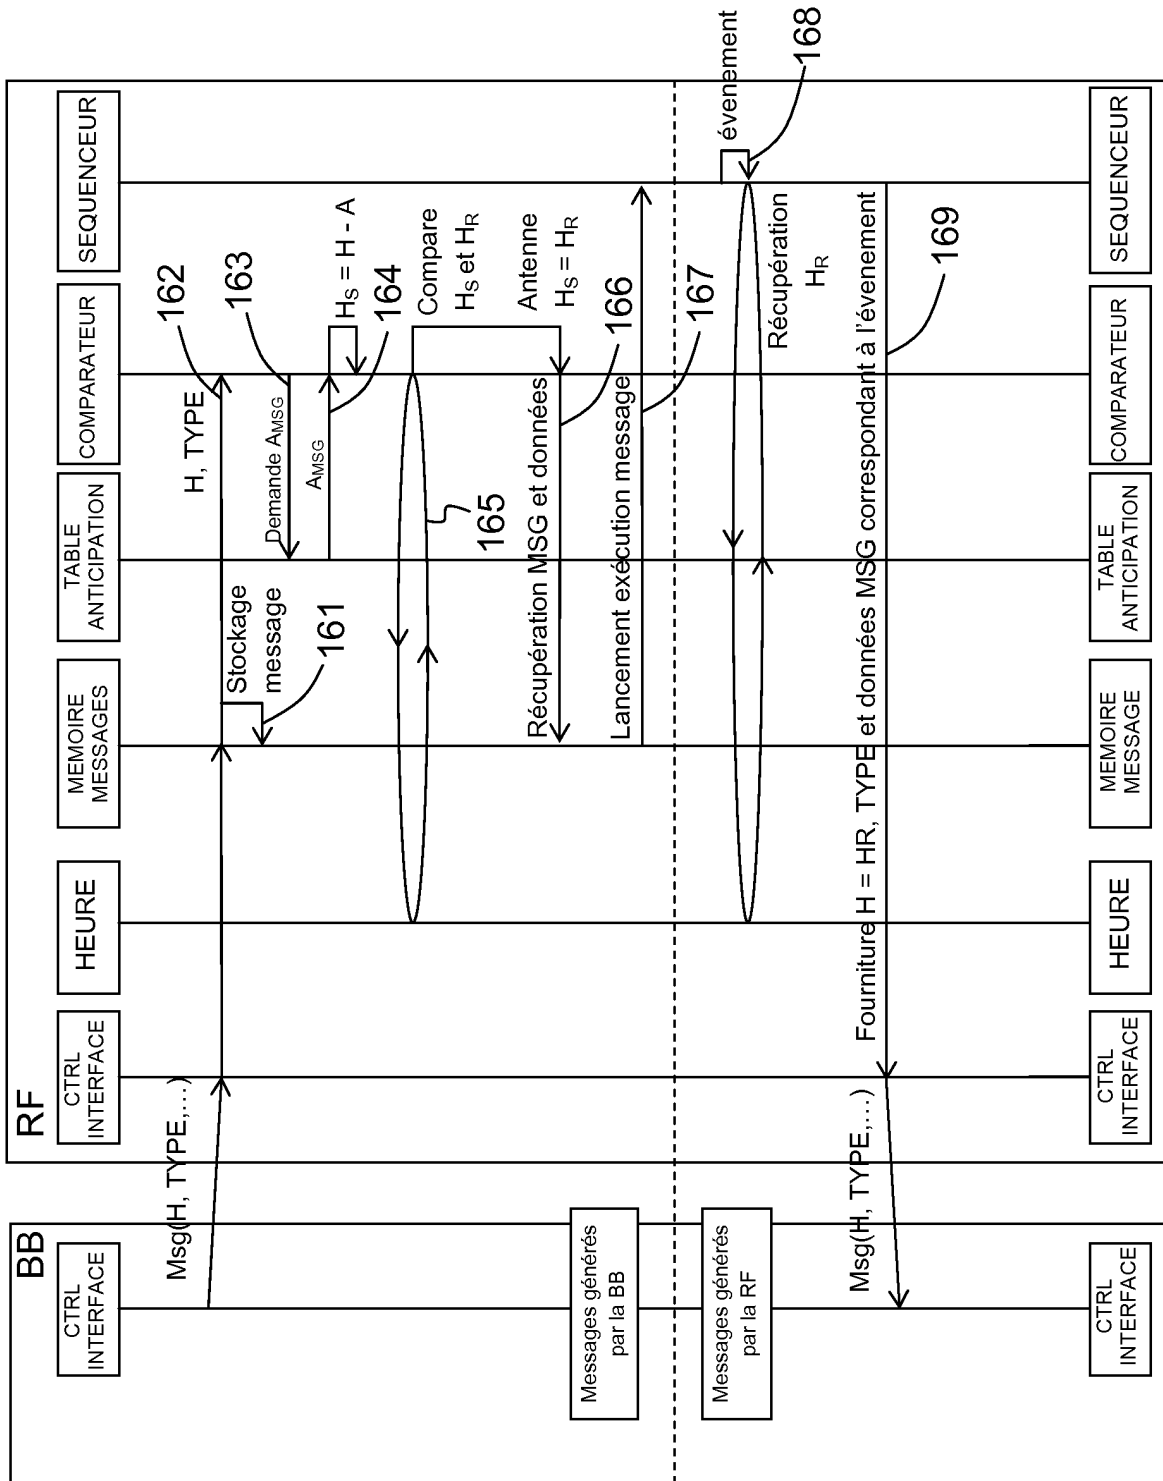 BB
RF
CTRL
INTERFACE
CTRL
INTERFACE
HEURE
MEMOIRE
MESSAGES
TABLE
ANTICIPATION
COMPARATEUR
SEQUENCEUR
Msg(H, TYPE,…)
H, TYPE
162
Stockage
message
161
Demande AMSG
163
AMSG
HS = H - A
164
Compare
HS et HR
165
Antenne
HS = HR
Récupération MSG et données
166
Lancement exécution message
167
Messages générés
par la BB
Messages générés
par la RF
évenement
168
Récupération
HR
Fourniture H = HR, TYPE et données MSG correspondant à l'évenement
169
Msg(H, TYPE,…)
CTRL
INTERFACE
CTRL
INTERFACE
HEURE
MEMOIRE
MESSAGE
TABLE
ANTICIPATION
COMPARATEUR
SEQUENCEUR